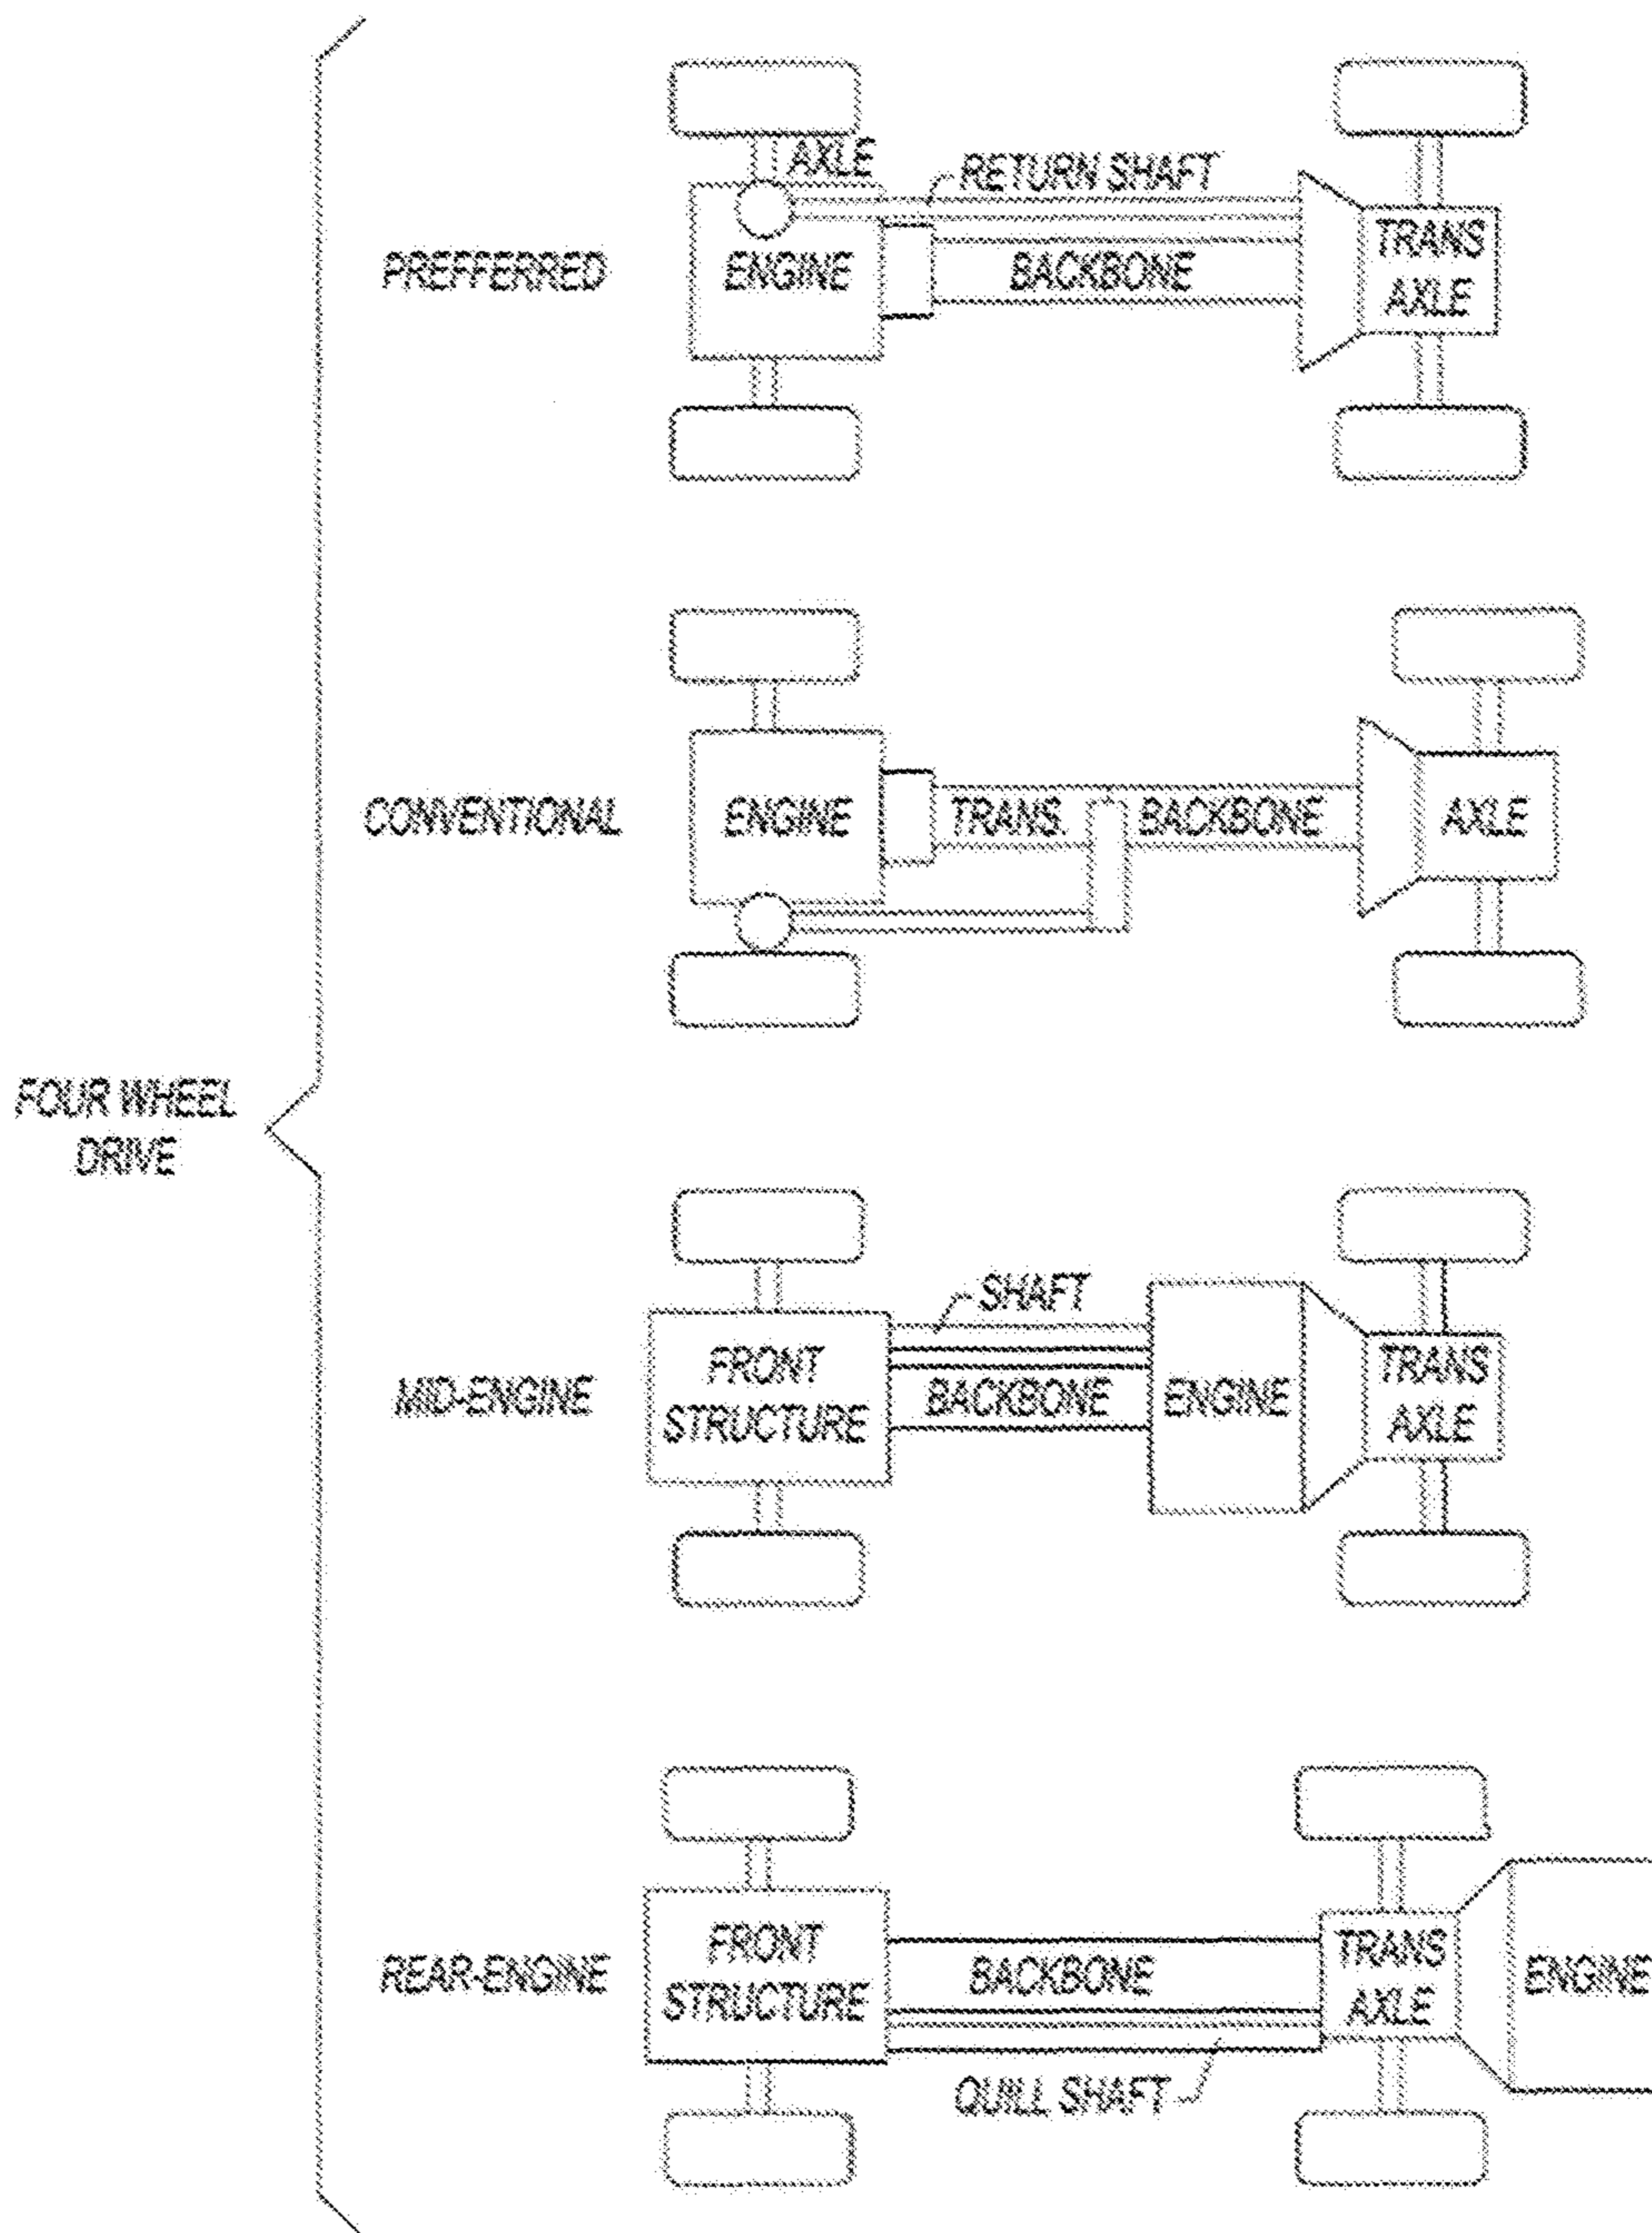 AXLE
RETURN SHAFT
PREFFERRED
ENGINE
BACKBONE
TRANS
AXLE
CONVENTIONAL
ENGINE
TRANS.
BACKBONE
AXLE
FOUR WHEEL
DRIVE
SHAFT
MID-ENGINE
FRONT
STRUCTURE
BACKBONE
ENGINE
TRANS
AXLE
REAR-ENGINE
FRONT
STRUCTURE
BACKBONE
TRANS
AXLE
ENGINE
QUILL SHAFT